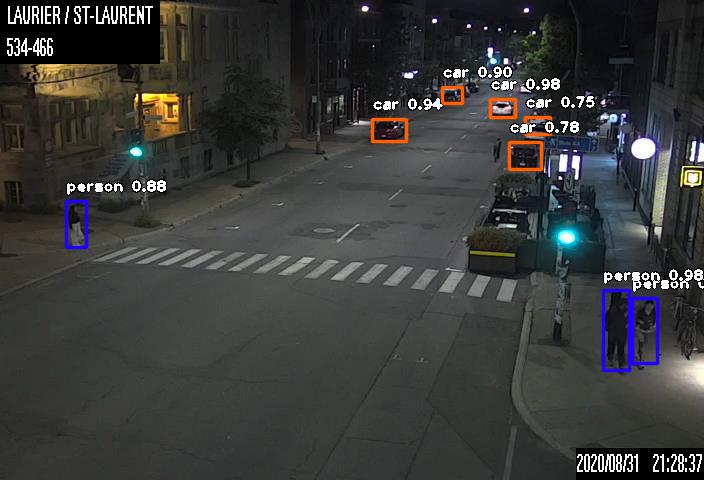 LAURIER / ST-LAURENT
534-466
car 0.90
car 0.98
car 0.94
car 0.75
car 0.78
person 0.88
person 0.98
person
2020/08/31 21:28:37